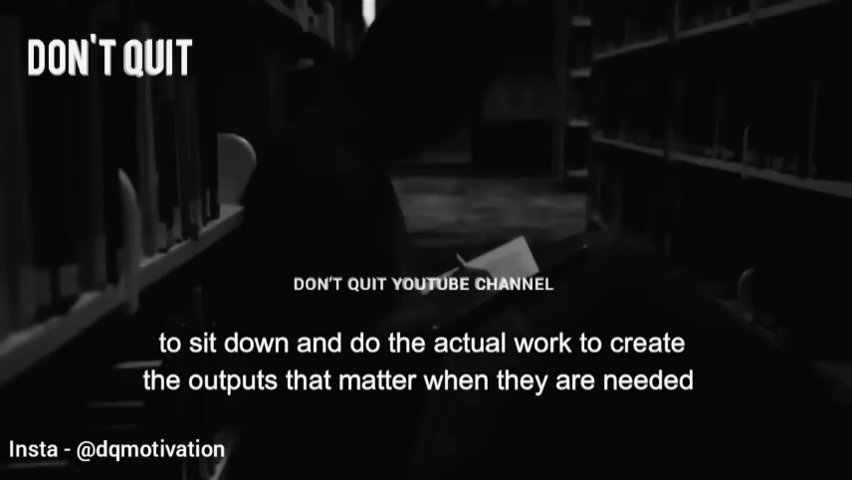 DON'T QUIT
DON'T QUIT YOUTUBE CHANNEL
to sit down and do the actual work to create
the outputs that matter when they are needed
Insta - @dqmotivation